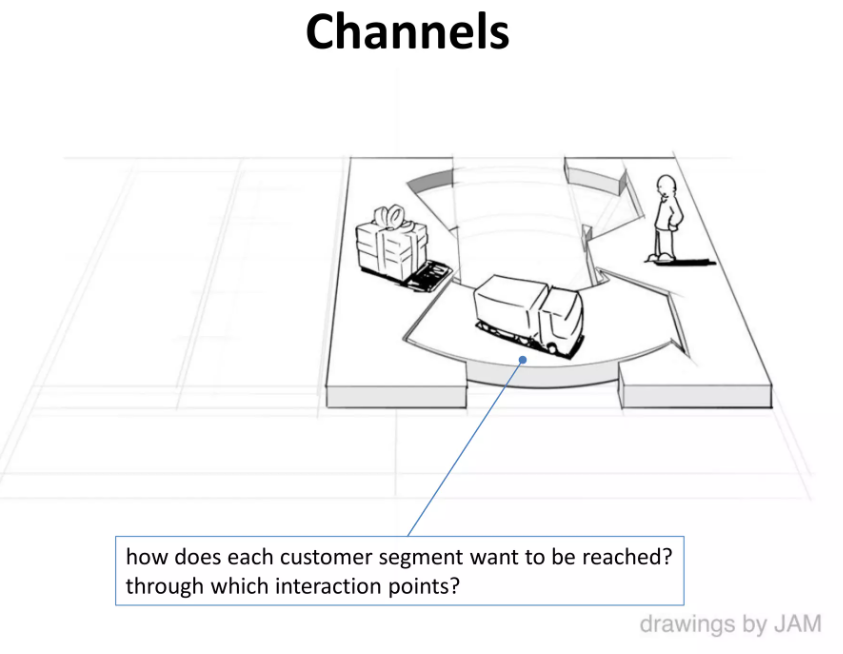 Channels
how does each customer segment want to be reached?
through which interaction points?
drawings by JAM